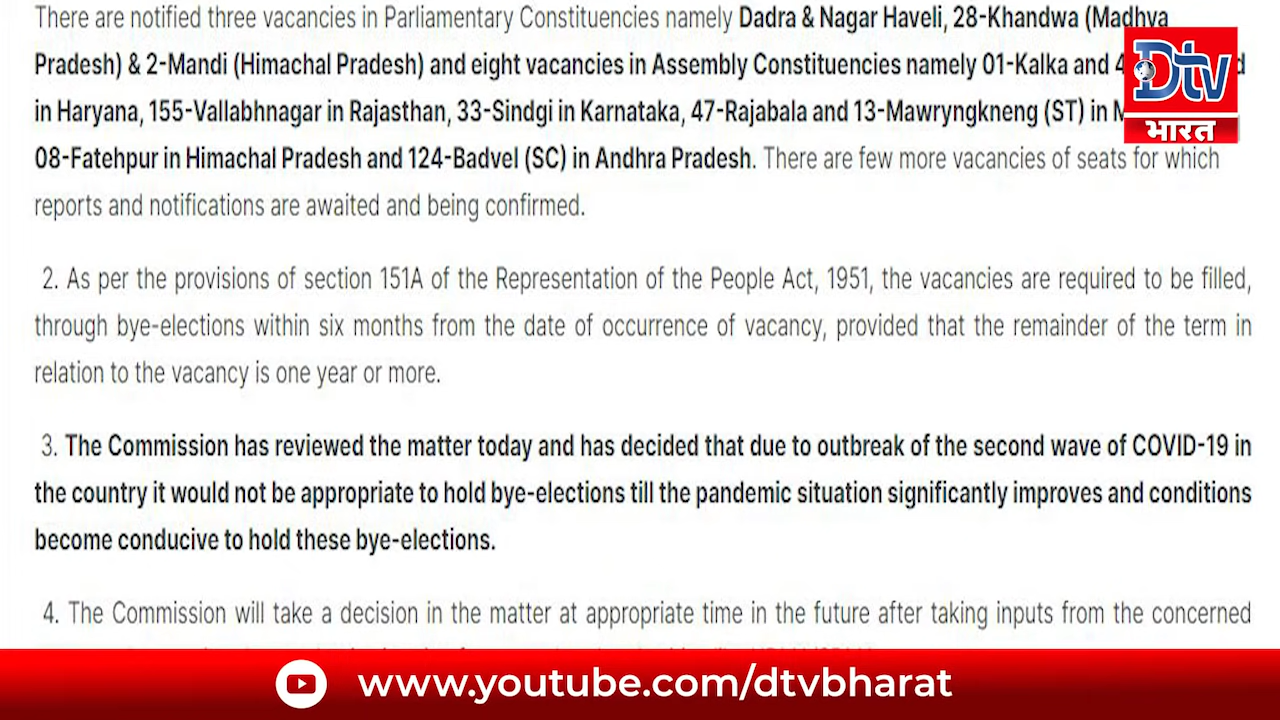 There are notified three vacancies in Parliamentary Constituencies namely Dadra & Nagar Haveli, 28-Khandwa (Madhya
Pradesh) & 2-Mandi (Himachal Pradesh) and eight vacancies in Assembly Constituencies namely 01-Kalka and
in Haryana, 155-Vallabhnagar in Rajasthan, 33-Sindgi in Karnataka, 47-Rajabala and 13-Mawryngkneng (ST) in
08-Fatehpur in Himachal Pradesh and 124-Badvel (SC) in Andhra Pradesh. There are few more vacancies of seats for which
reports and notifications are awaited and being confirmed.
2. As per the provisions of section 151A of the Representation of the People Act, 1951, the vacancies are required to be filled,
through bye-elections within six months from the date of occurrence of vacancy, provided that the remainder of the term in
relation to the vacancy is one year or more.
3. The Commission has reviewed the matter today and has decided that due to outbreak of the second wave of COVID-19 in
the country it would not be appropriate to hold bye-elections till the pandemic situation significantly improves and conditions
become conducive to hold these bye-elections.
4. The Commission will take a decision in the matter at appropriate time in the future after taking inputs from the concerned
Dtv
भारत
www.youtube.com/dtvbharat